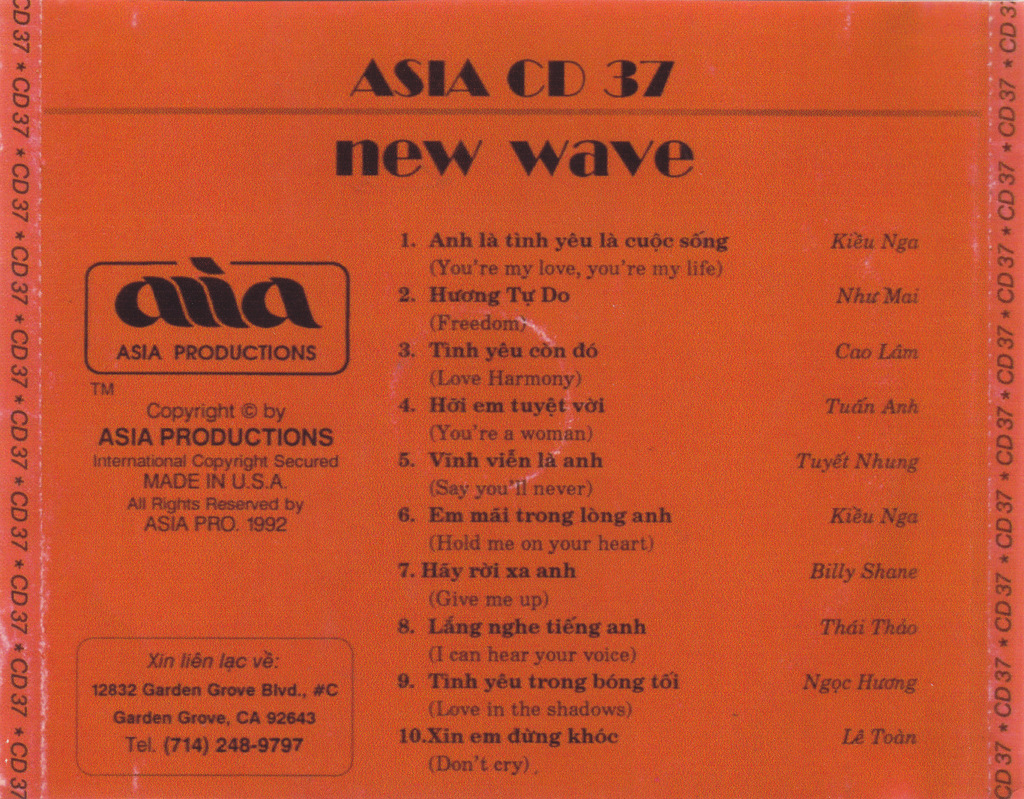 ASIA CD 37
new wave
asia
ASIA PRODUCTIONS
TM
Copyright © by
ASIA PRODUCTIONS
International Copyright Secured
MADE IN U.S.A.
All Rights Reserved by
ASIA PRO. 1992
Xin liên lạc về:
12832 Garden Grove Blvd., #C
Garden Grove, CA 92643
Tel. (714) 248-9797
1. Anh là tình yêu là cuộc sống Kiều Nga
(You're my love, you're my life)
2. Hương Tự Do Như Mai
(Freedom)
3. Tình yêu còn đó Cao Lâm
(Love Harmony)
4. Hỡi em tuyệt vời Tuấn Anh
(You're a woman)
5. Vĩnh viễn là anh Tuyết Nhung
(Say you'll never)
6. Em mãi trong lòng anh Kiều Nga
(Hold me on your heart)
7. Hãy rời xa anh Billy Shane
(Give me up)
8. Lắng nghe tiếng anh Thái Thảo
(I can hear your voice)
9. Tình yêu trong bóng tối Ngọc Hương
(Love in the shadows)
10.Xin em đừng khóc Lê Toàn
(Don't cry)
CD 37 * CD 37 * CD 37 * CD 37 * CD 37 * CD 37 * CD 37 * CD 37 * CD 37 * CD 37 * CD 37
CD 37 * CD 37 * CD 37 * CD 37 * CD 37 * CD 37 * CD 37 * CD 37 * CD 37 * CD 37 * CD 37